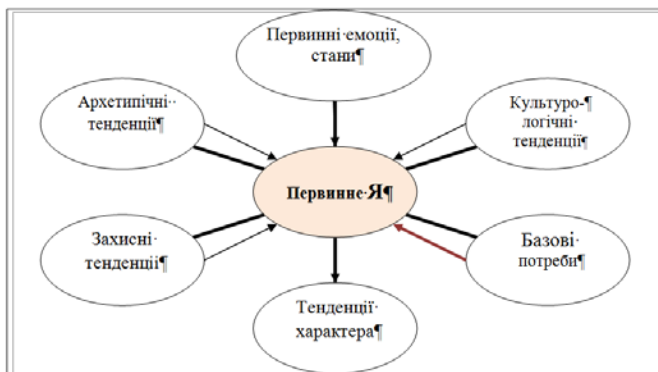 Первинні·емоції,
стани¶
Архетипічні··
тенденції¶
Культуро-¶
логічні·
тенденції¶
Первинне·Я¶
Захисні·
тенденції¶
Базові·
потреби¶
Тенденції·
характера¶